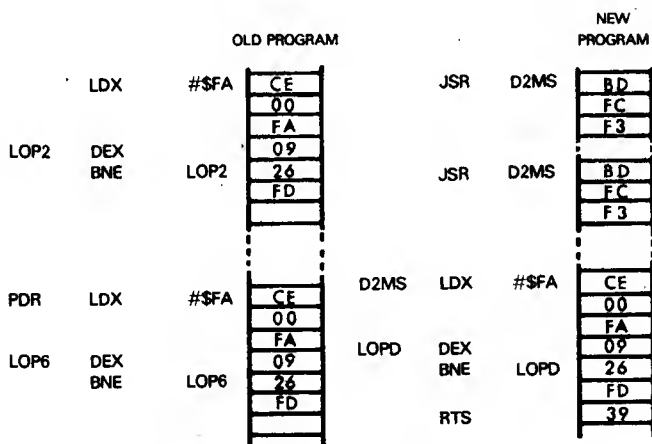 OLD PROGRAM
LDX #$FA CE
00
FA
LOP2 DEX 09
BNE LOP2 26
FD
PDR LDX #$FA CE
00
FA
LOP6 DEX 09
BNE LOP6 26
FD
NEW
PROGRAM
JSR D2MS BD
FC
F3
JSR D2MS BD
FC
F3
D2MS LDX #$FA CE
00
FA
LOPD DEX 09
BNE LOPD 26
FD
RTS 39